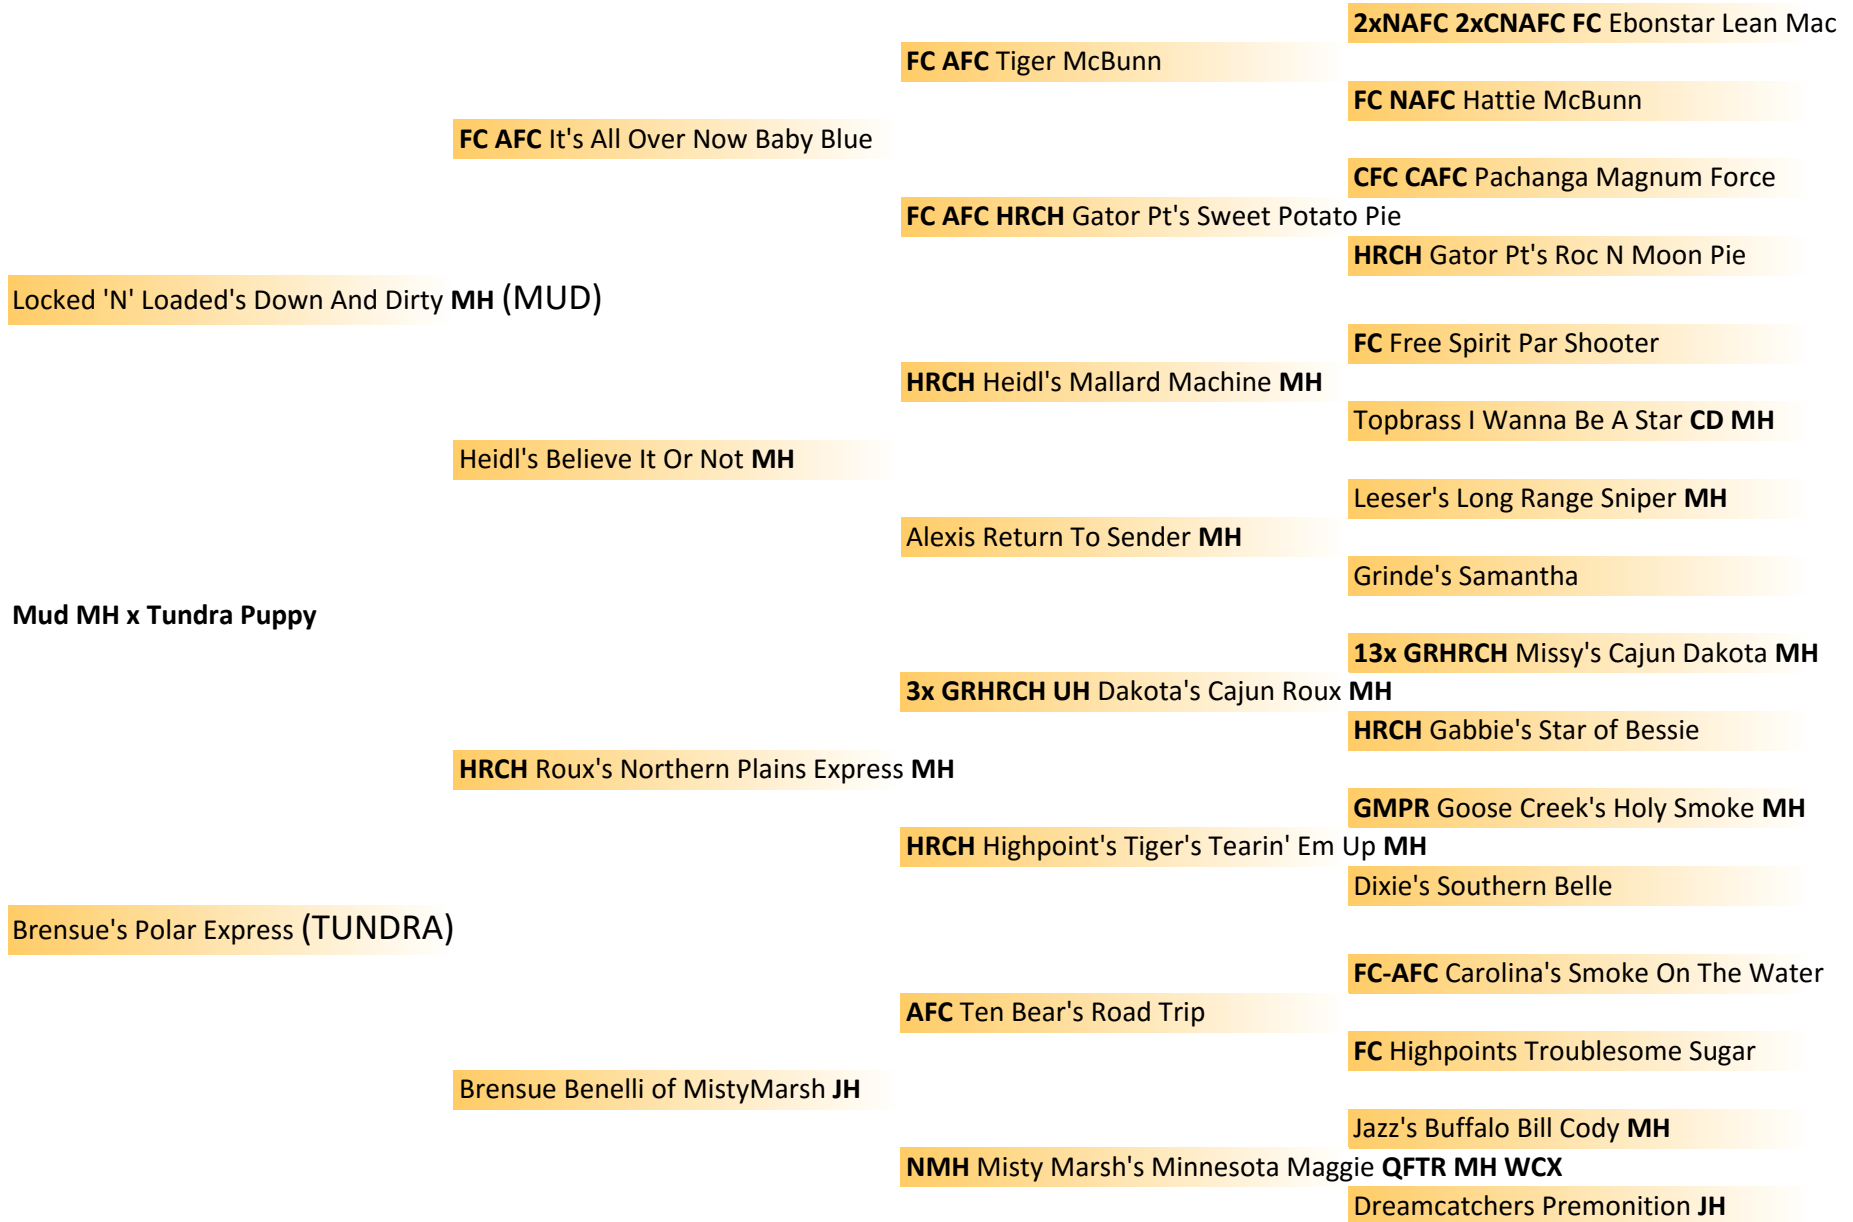 2xNAFC 2xCNAFC FC Ebonstar Lean Mac
FC AFC Tiger McBunn
FC NAFC Hattie McBunn
FC AFC It's All Over Now Baby Blue
CFC CAFC Pachanga Magnum Force
FC AFC HRCH Gator Pt's Sweet Potato Pie
HRCH Gator Pt's Roc N Moon Pie
Locked 'N' Loaded's Down And Dirty MH (MUD)
FC Free Spirit Par Shooter
HRCH Heidl's Mallard Machine MH
Topbrass I Wanna Be A Star CD MH
Heidl's Believe It Or Not MH
Leeser's Long Range Sniper MH
Alexis Return To Sender MH
Grinde's Samantha
Mud MH x Tundra Puppy
13x GRHRCH Missy's Cajun Dakota MH
3x GRHRCH UH Dakota's Cajun Roux MH
HRCH Gabbie's Star of Bessie
HRCH Roux's Northern Plains Express MH
GMPR Goose Creek's Holy Smoke MH
HRCH Highpoint's Tiger's Tearin' Em Up MH
Dixie's Southern Belle
Brensue's Polar Express (TUNDRA)
FC-AFC Carolina's Smoke On The Water
AFC Ten Bear's Road Trip
FC Highpoints Troublesome Sugar
Brensue Benelli of MistyMarsh JH
Jazz's Buffalo Bill Cody MH
NMH Misty Marsh's Minnesota Maggie QFTR MH WCX
Dreamcatchers Premonition JH